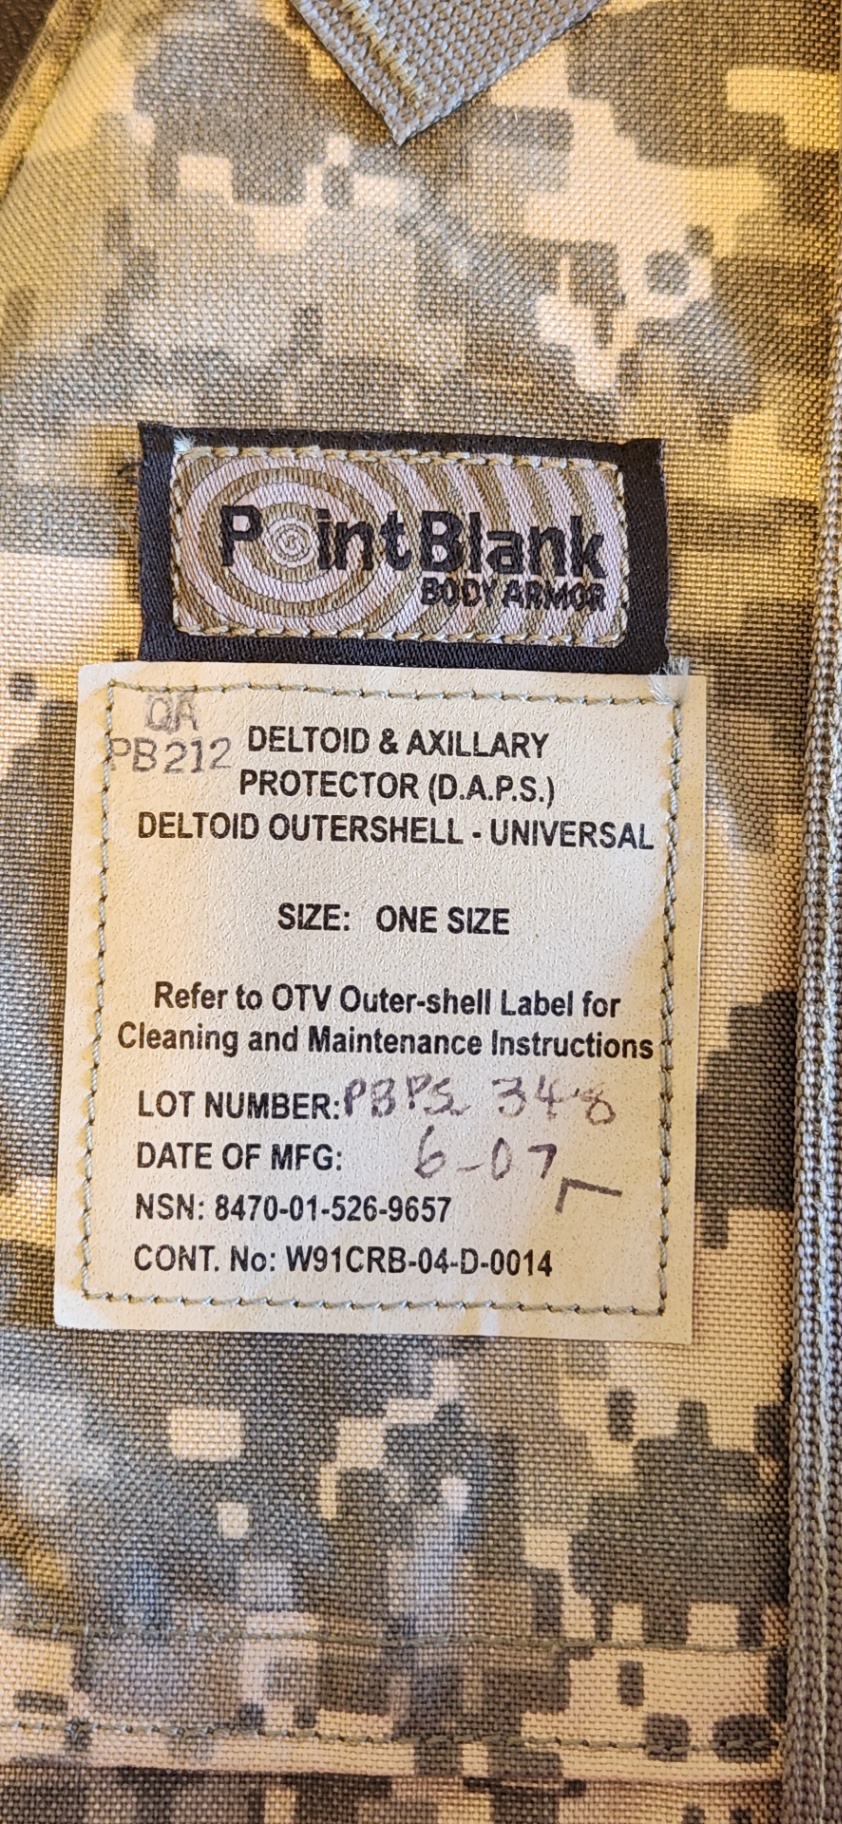 Point Blank
BODY ARMOR
QA
PB212
DELTOID & AXILLARY
PROTECTOR (D.A.P.S.)
DELTOID OUTERSHELL - UNIVERSAL
SIZE: ONE SIZE
Refer to OTV Outer-shell Label for
Cleaning and Maintenance Instructions
LOT NUMBER: PBPS 348
DATE OF MFG: 6-07
NSN: 8470-01-526-9657
CONT. No: W91CRB-04-D-0014